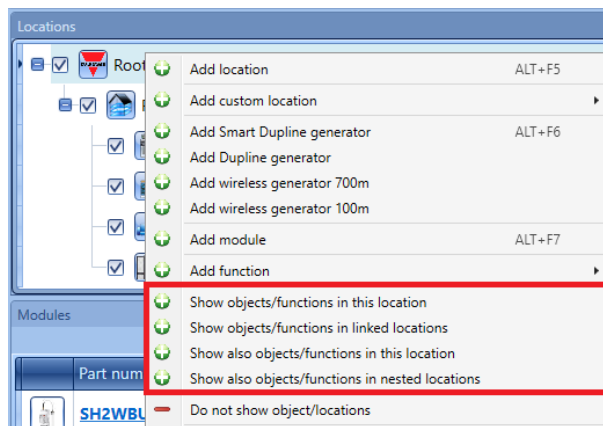 Locations
Root
Add location ALT+F5
Add custom location
Add Smart Dupline generator ALT+F6
Add Dupline generator
Add wireless generator 700m
Add wireless generator 100m
Add module ALT+F7
Add function
Show objects/functions in this location
Show objects/functions in linked locations
Show also objects/functions in this location
Show also objects/functions in nested locations
Modules
Part num
SH2WBU
Do not show object/locations